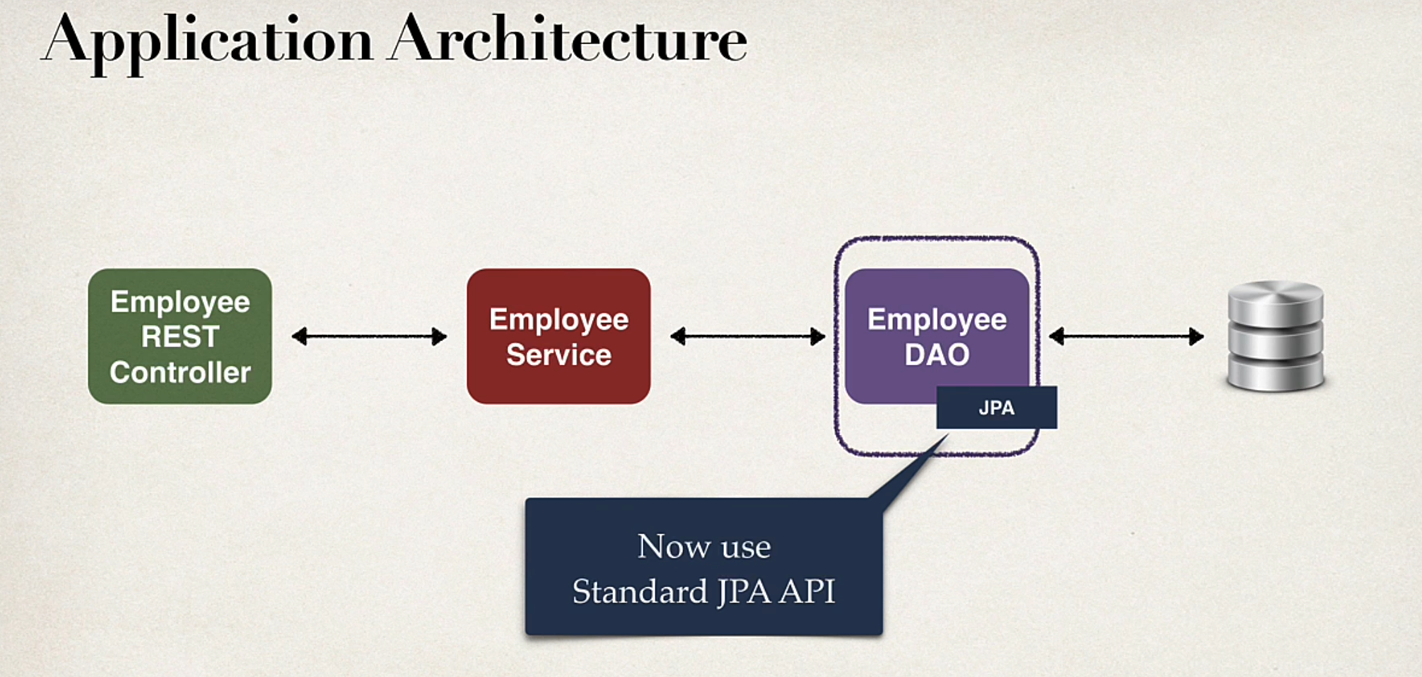 Application Architecture
Employee
REST
Controller
Employee
Service
Employee
DAO
JPA
Now use
Standard JPA API